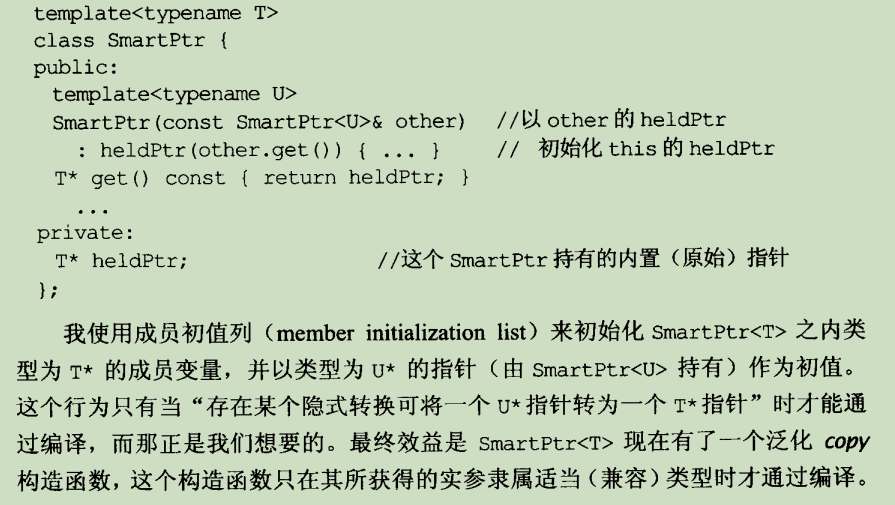 template<typename T>
class SmartPtr {
public:
template<typename U>
SmartPtr(const SmartPtr<U>& other) //以 other 的 heldPtr
: heldPtr(other.get()) { ... } // 初始化 this 的 heldPtr
T* get() const { return heldPtr; }
...
private:
T* heldPtr; //这个 SmartPtr 持有的内置（原始）指针
};
我使用成员初值列（member initialization list）来初始化 SmartPtr<T> 之内类
型为 T* 的成员变量，并以类型为 U* 的指针（由 SmartPtr<U> 持有）作为初值。
这个行为只有当“存在某个隐式转换可将一个 U* 指针转为一个 T* 指针”时才能通
过编译，而那正是我们想要的。最终效益是 SmartPtr<T> 现在有了一个泛化 copy
构造函数，这个构造函数只在其所获得的实参隶属适当（兼容）类型时才通过编译。